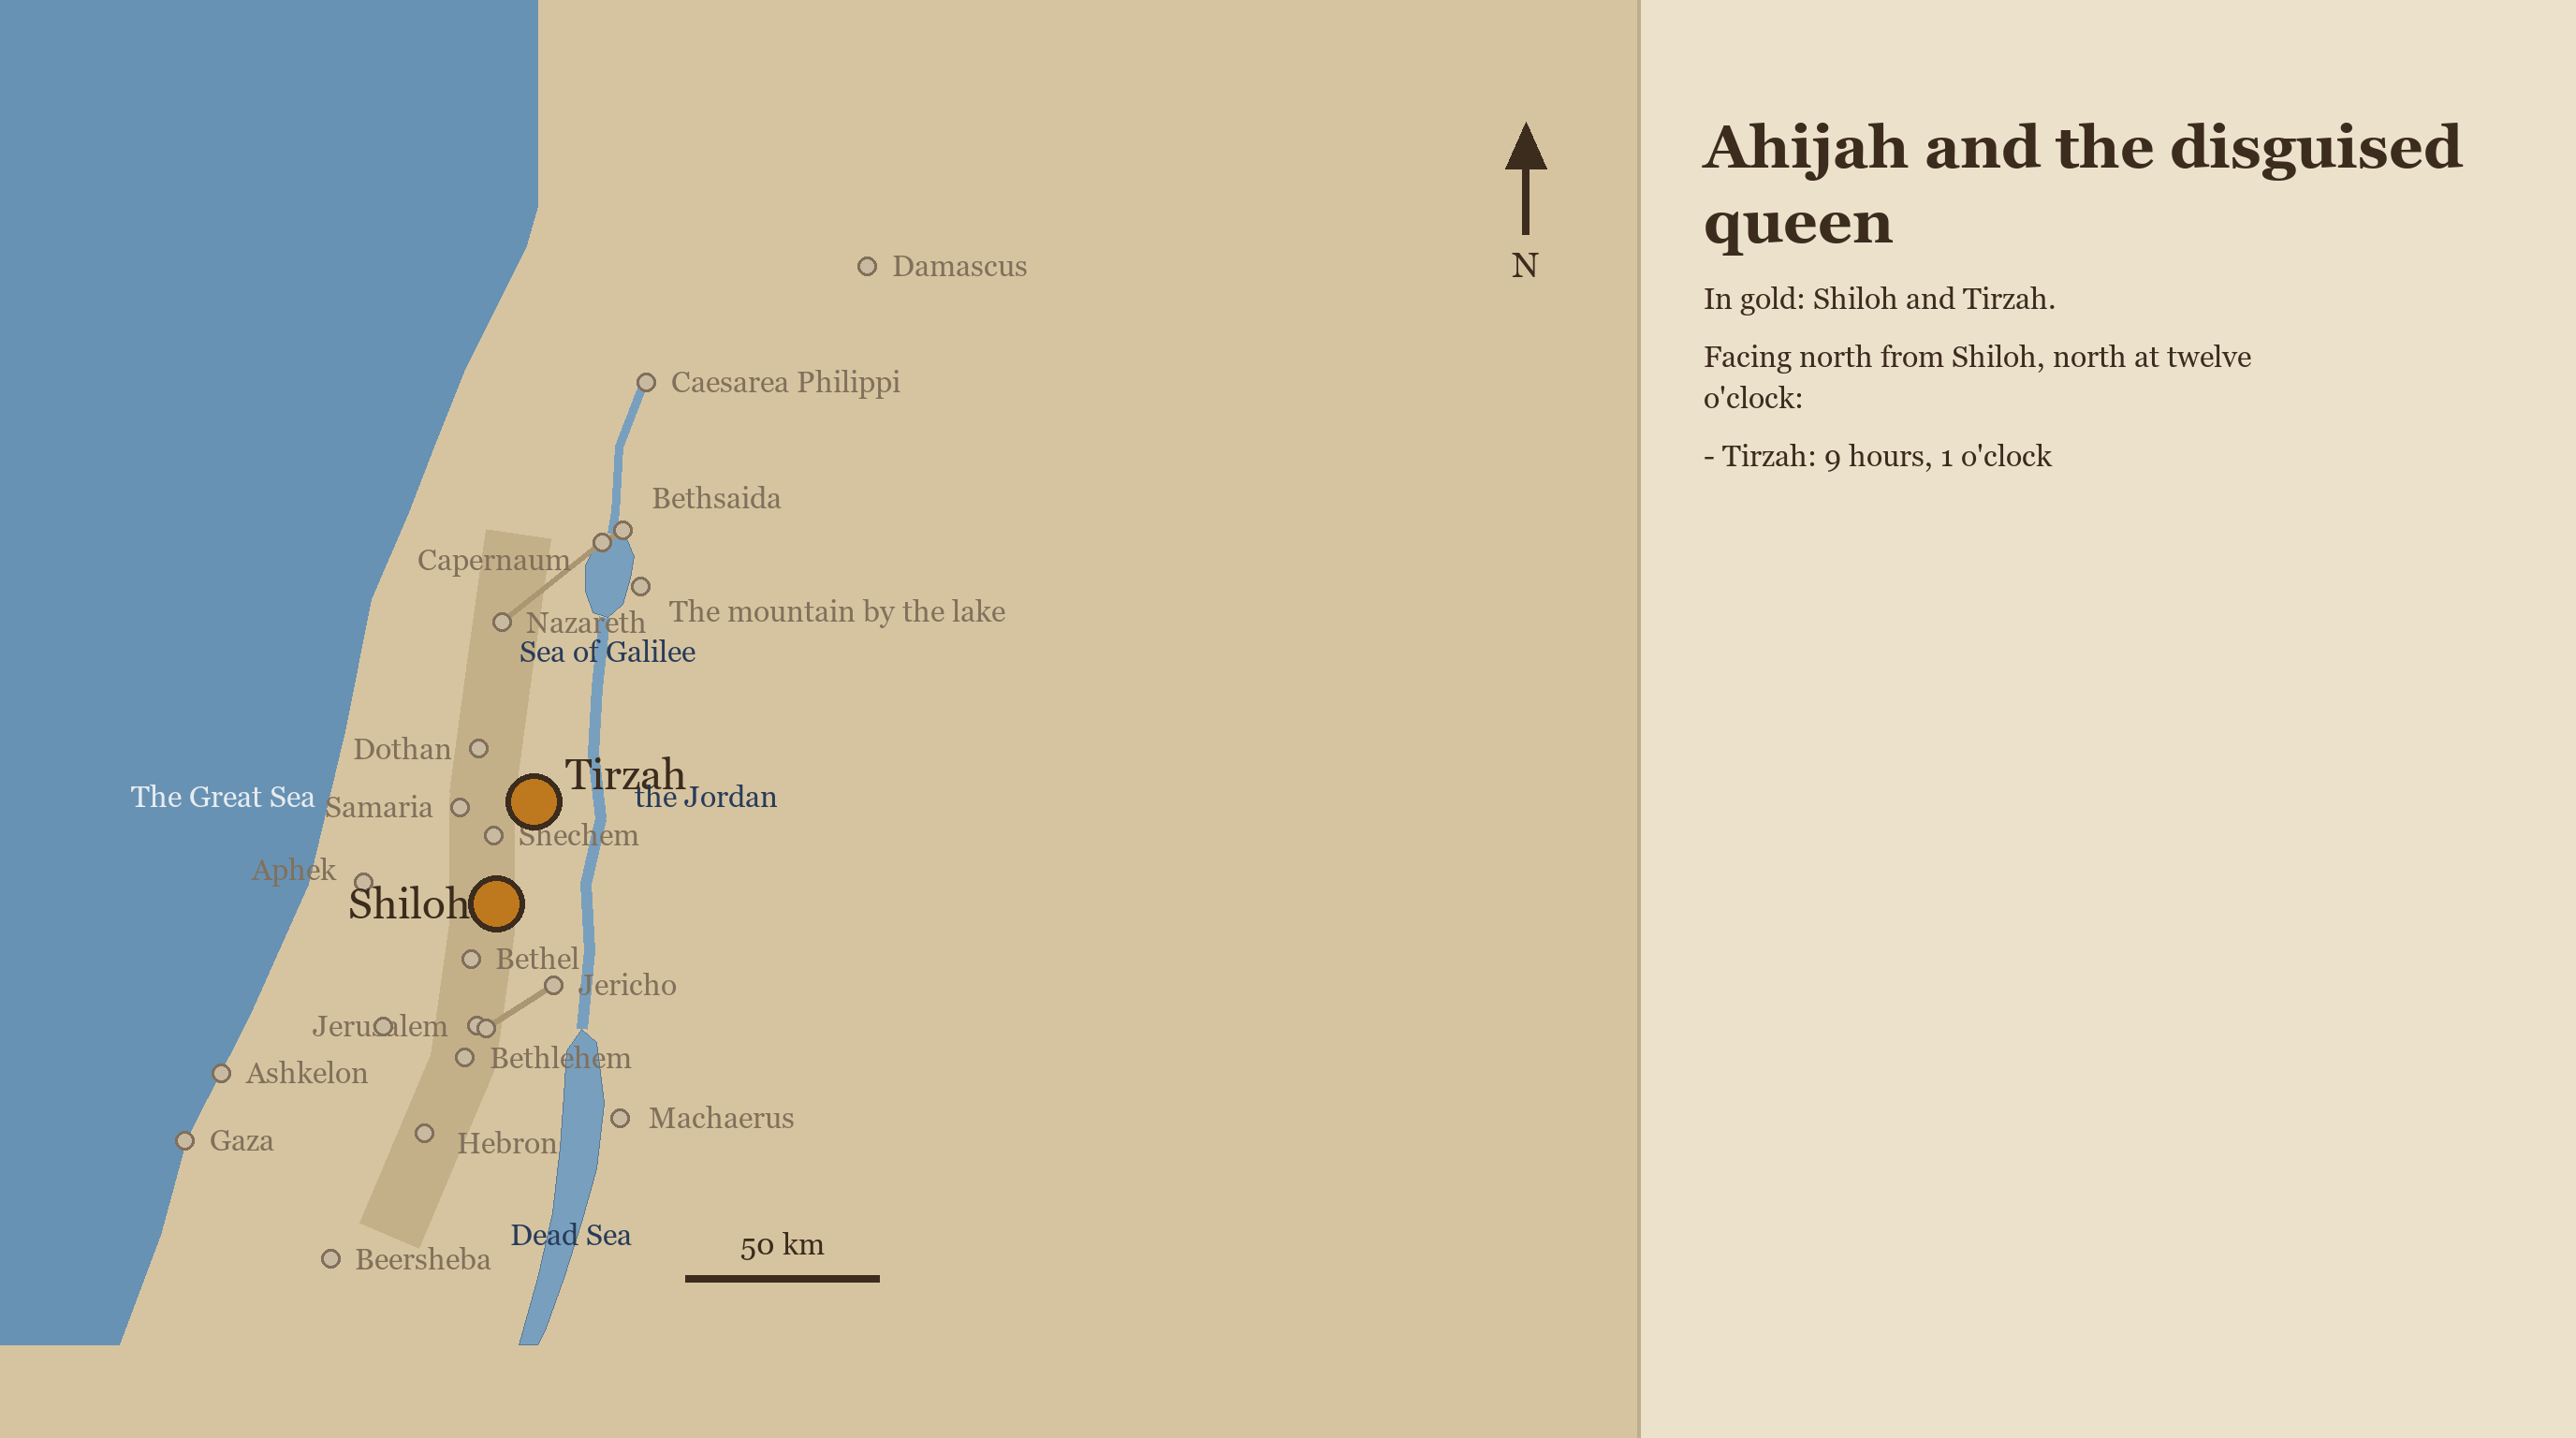 Ahijah and the disguised
queen
In gold: Shiloh and Tirzah.
Facing north from Shiloh, north at twelve
o'clock:
- Tirzah: 9 hours, 1 o'clock
N
Damascus
Caesarea Philippi
Bethsaida
Capernaum
The mountain by the lake
Nazareth
Sea of Galilee
Dothan
Tirzah
The Great Sea
the Jordan
Samaria
Shechem
Aphek
Shiloh
Bethel
Jericho
Jerusalem
Bethlehem
Ashkelon
Machaerus
Gaza
Hebron
Dead Sea
50 km
Beersheba